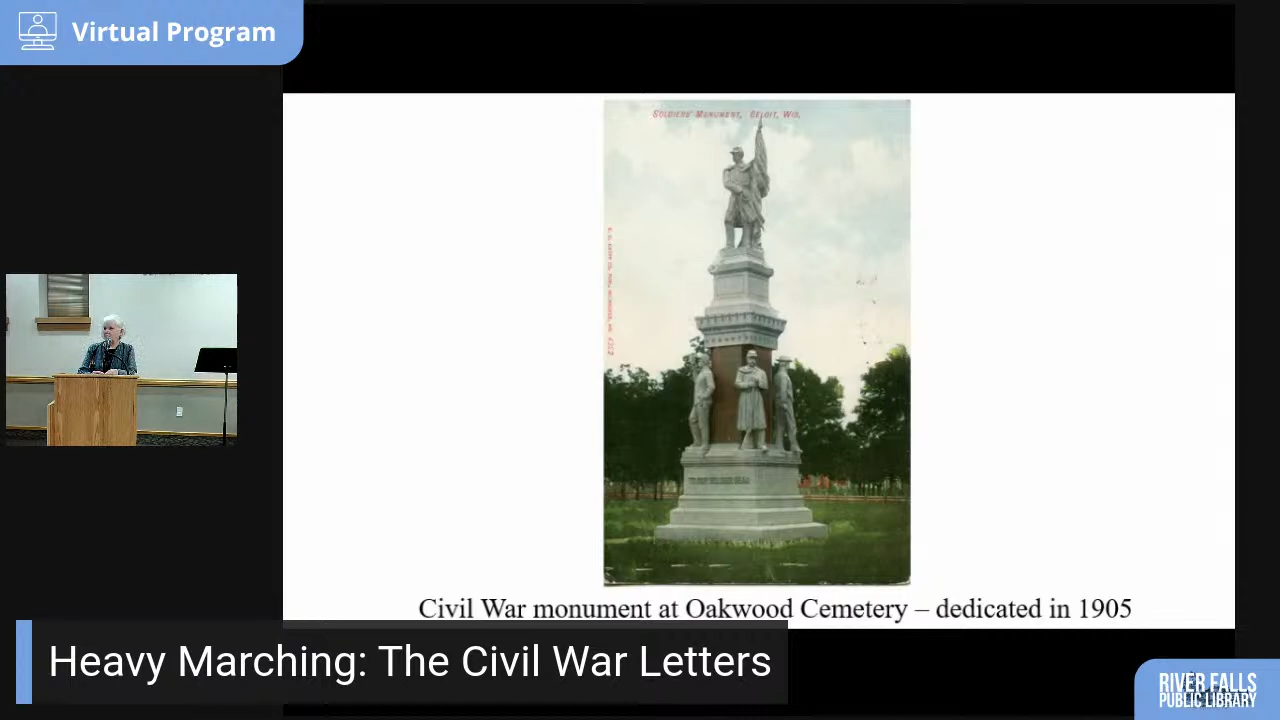 Virtual Program
SOLDIERS' MONUMENT, BELOIT, WIS.
Civil War monument at Oakwood Cemetery – dedicated in 1905
Heavy Marching: The Civil War Letters
RIVER FALLS
PUBLIC LIBRARY